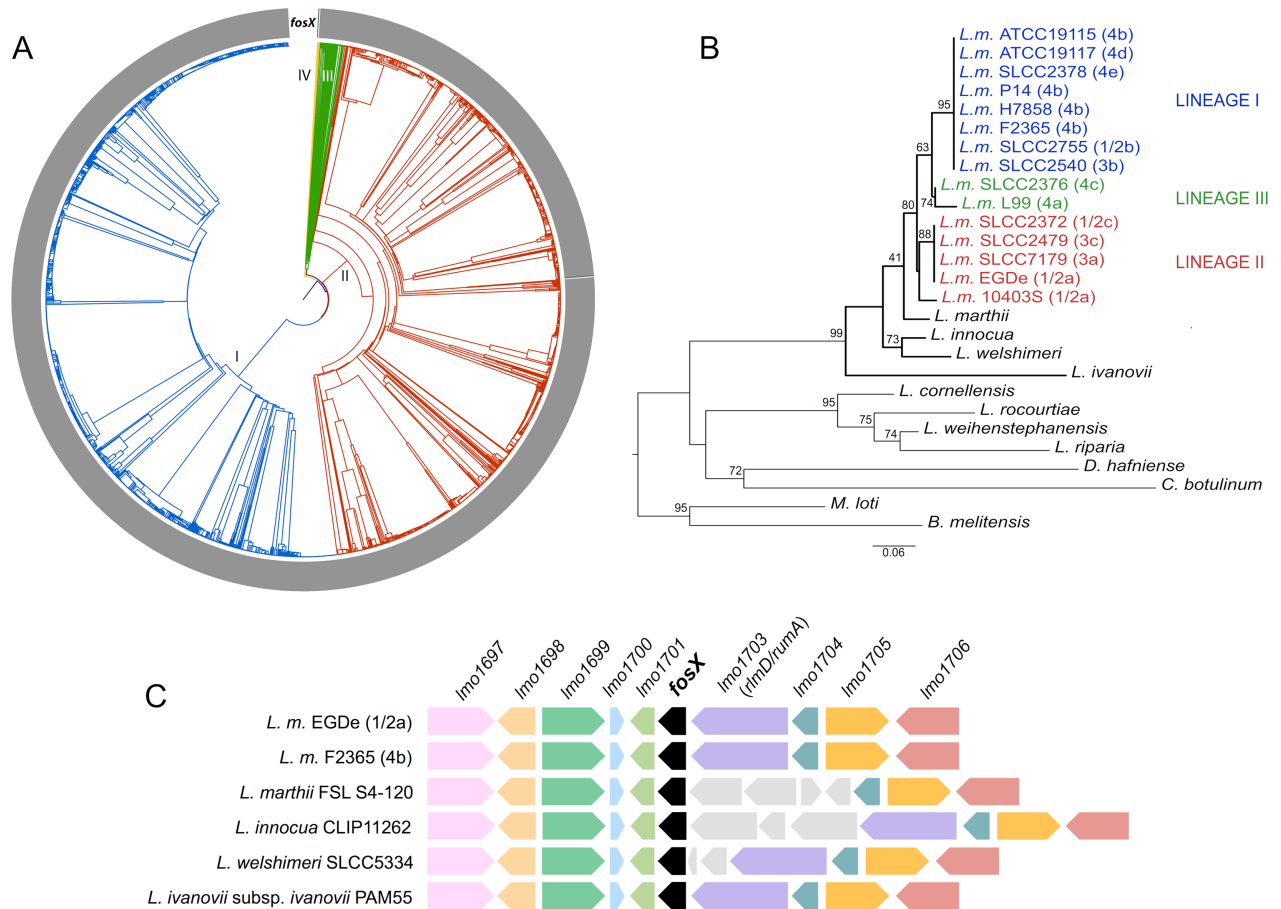 A
fosX
IV
III
II
I
B
L.m. ATCC19115 (4b)
L.m. ATCC19117 (4d)
L.m. SLCC2378 (4e)
L.m. P14 (4b)
L.m. H7858 (4b)
L.m. F2365 (4b)
L.m. SLCC2755 (1/2b)
L.m. SLCC2540 (3b)
LINEAGE I
L.m. SLCC2376 (4c)
L.m. L99 (4a)
LINEAGE III
L.m. SLCC2372 (1/2c)
L.m. SLCC2479 (3c)
L.m. SLCC7179 (3a)
L.m. EGDe (1/2a)
L.m. 10403S (1/2a)
LINEAGE II
L. marthii
L. innocua
L. welshimeri
L. ivanovii
L. cornellensis
L. rocourtiae
L. weihenstephanensis
L. riparia
D. hafniense
C. botulinum
M. loti
B. melitensis
95
63
74
80
88
41
73
99
95
75
74
72
95
0.06
C
lmo1697
lmo1698
lmo1699
lmo1700
lmo1701
fosX
lmo1703
(rlmD/rumA)
lmo1704
lmo1705
lmo1706
L. m. EGDe (1/2a)
L. m. F2365 (4b)
L. marthii FSL S4-120
L. innocua CLIP11262
L. welshimeri SLCC5334
L. ivanovii subsp. ivanovii PAM55